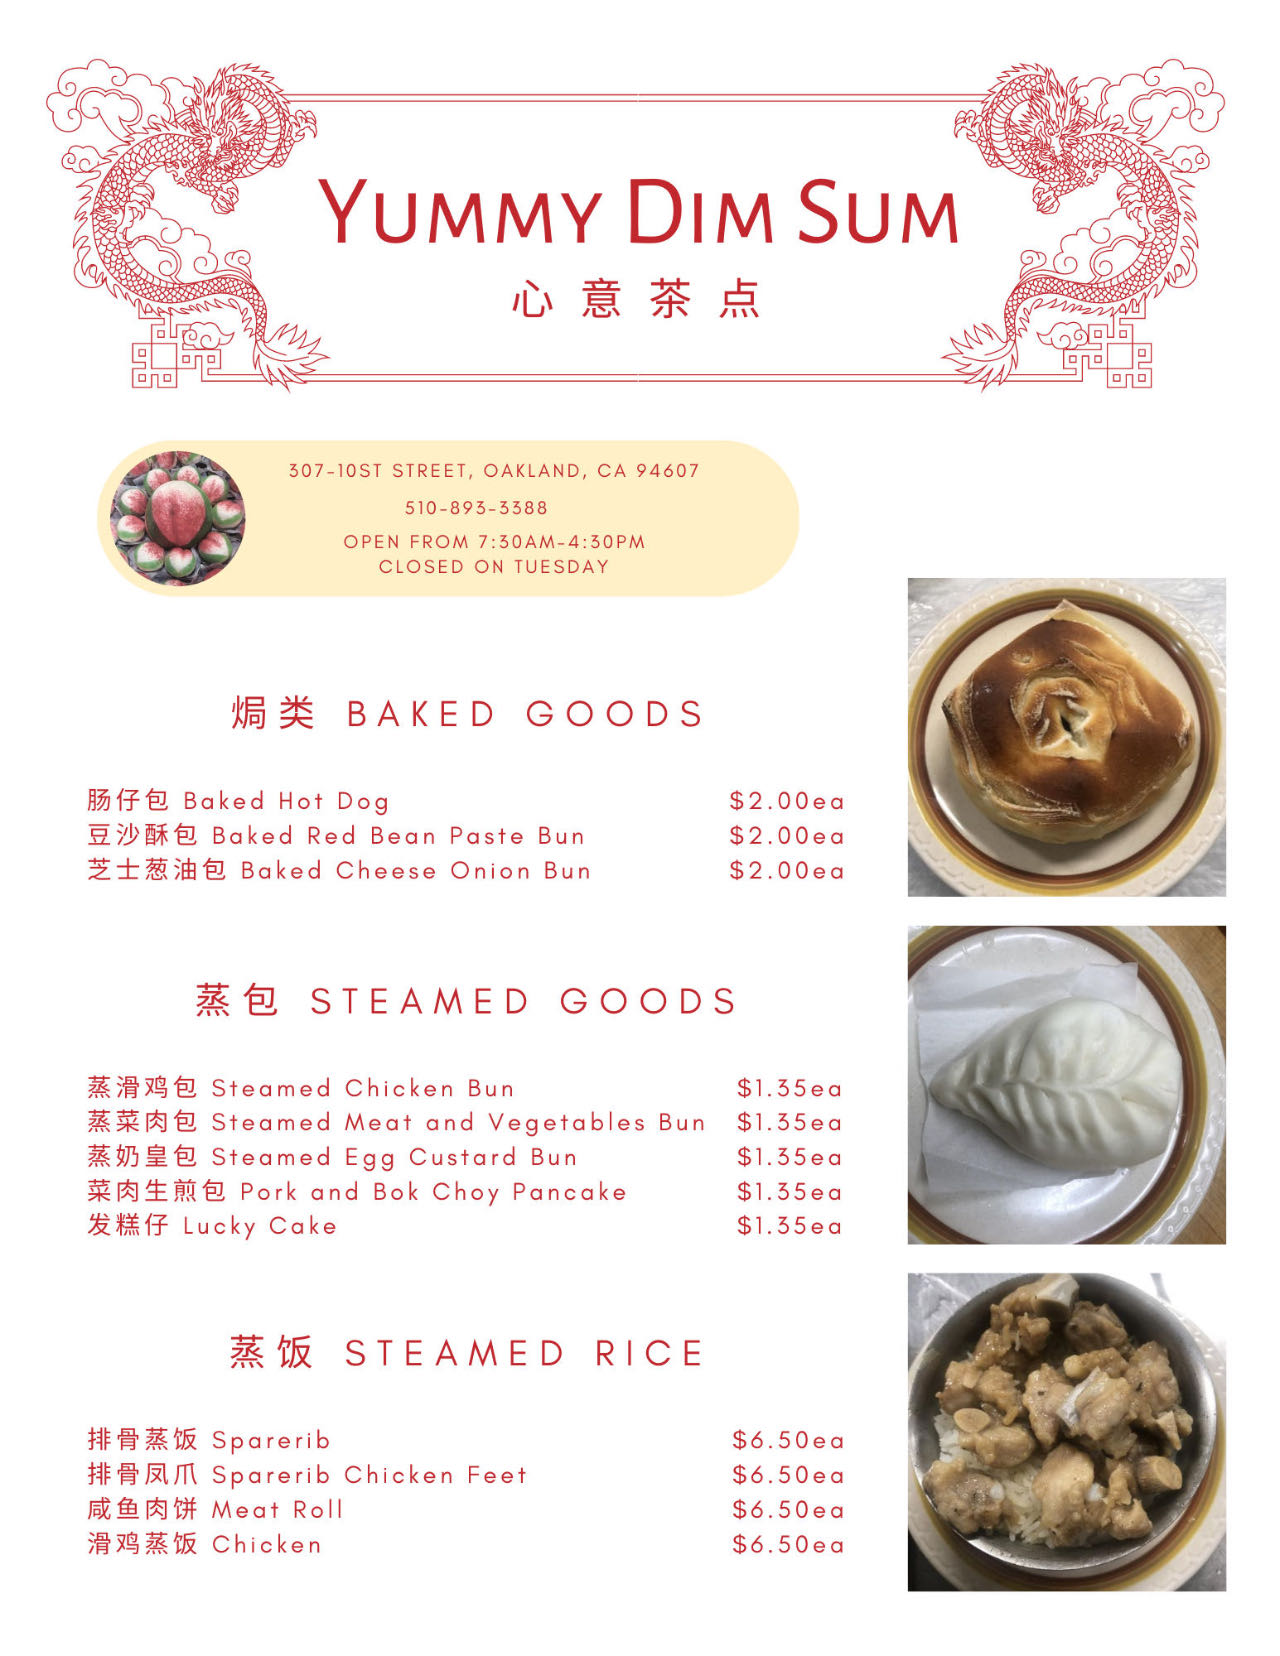 YUMMY DIM SUM
心意茶点
307-10ST STREET, OAKLAND, CA 94607
510-893-3388
OPEN FROM 7:30AM-4:30PM
CLOSED ON TUESDAY
焗类 BAKED GOODS
肠仔包 Baked Hot Dog $2.00ea
豆沙酥包 Baked Red Bean Paste Bun $2.00ea
芝士葱油包 Baked Cheese Onion Bun $2.00ea
蒸包 STEAMED GOODS
蒸滑鸡包 Steamed Chicken Bun $1.35ea
蒸菜肉包 Steamed Meat and Vegetables Bun $1.35ea
蒸奶皇包 Steamed Egg Custard Bun $1.35ea
菜肉生煎包 Pork and Bok Choy Pancake $1.35ea
发糕仔 Lucky Cake $1.35ea
蒸饭 STEAMED RICE
排骨蒸饭 Sparerib $6.50ea
排骨凤爪 Sparerib Chicken Feet $6.50ea
咸鱼肉饼 Meat Roll $6.50ea
滑鸡蒸饭 Chicken $6.50ea